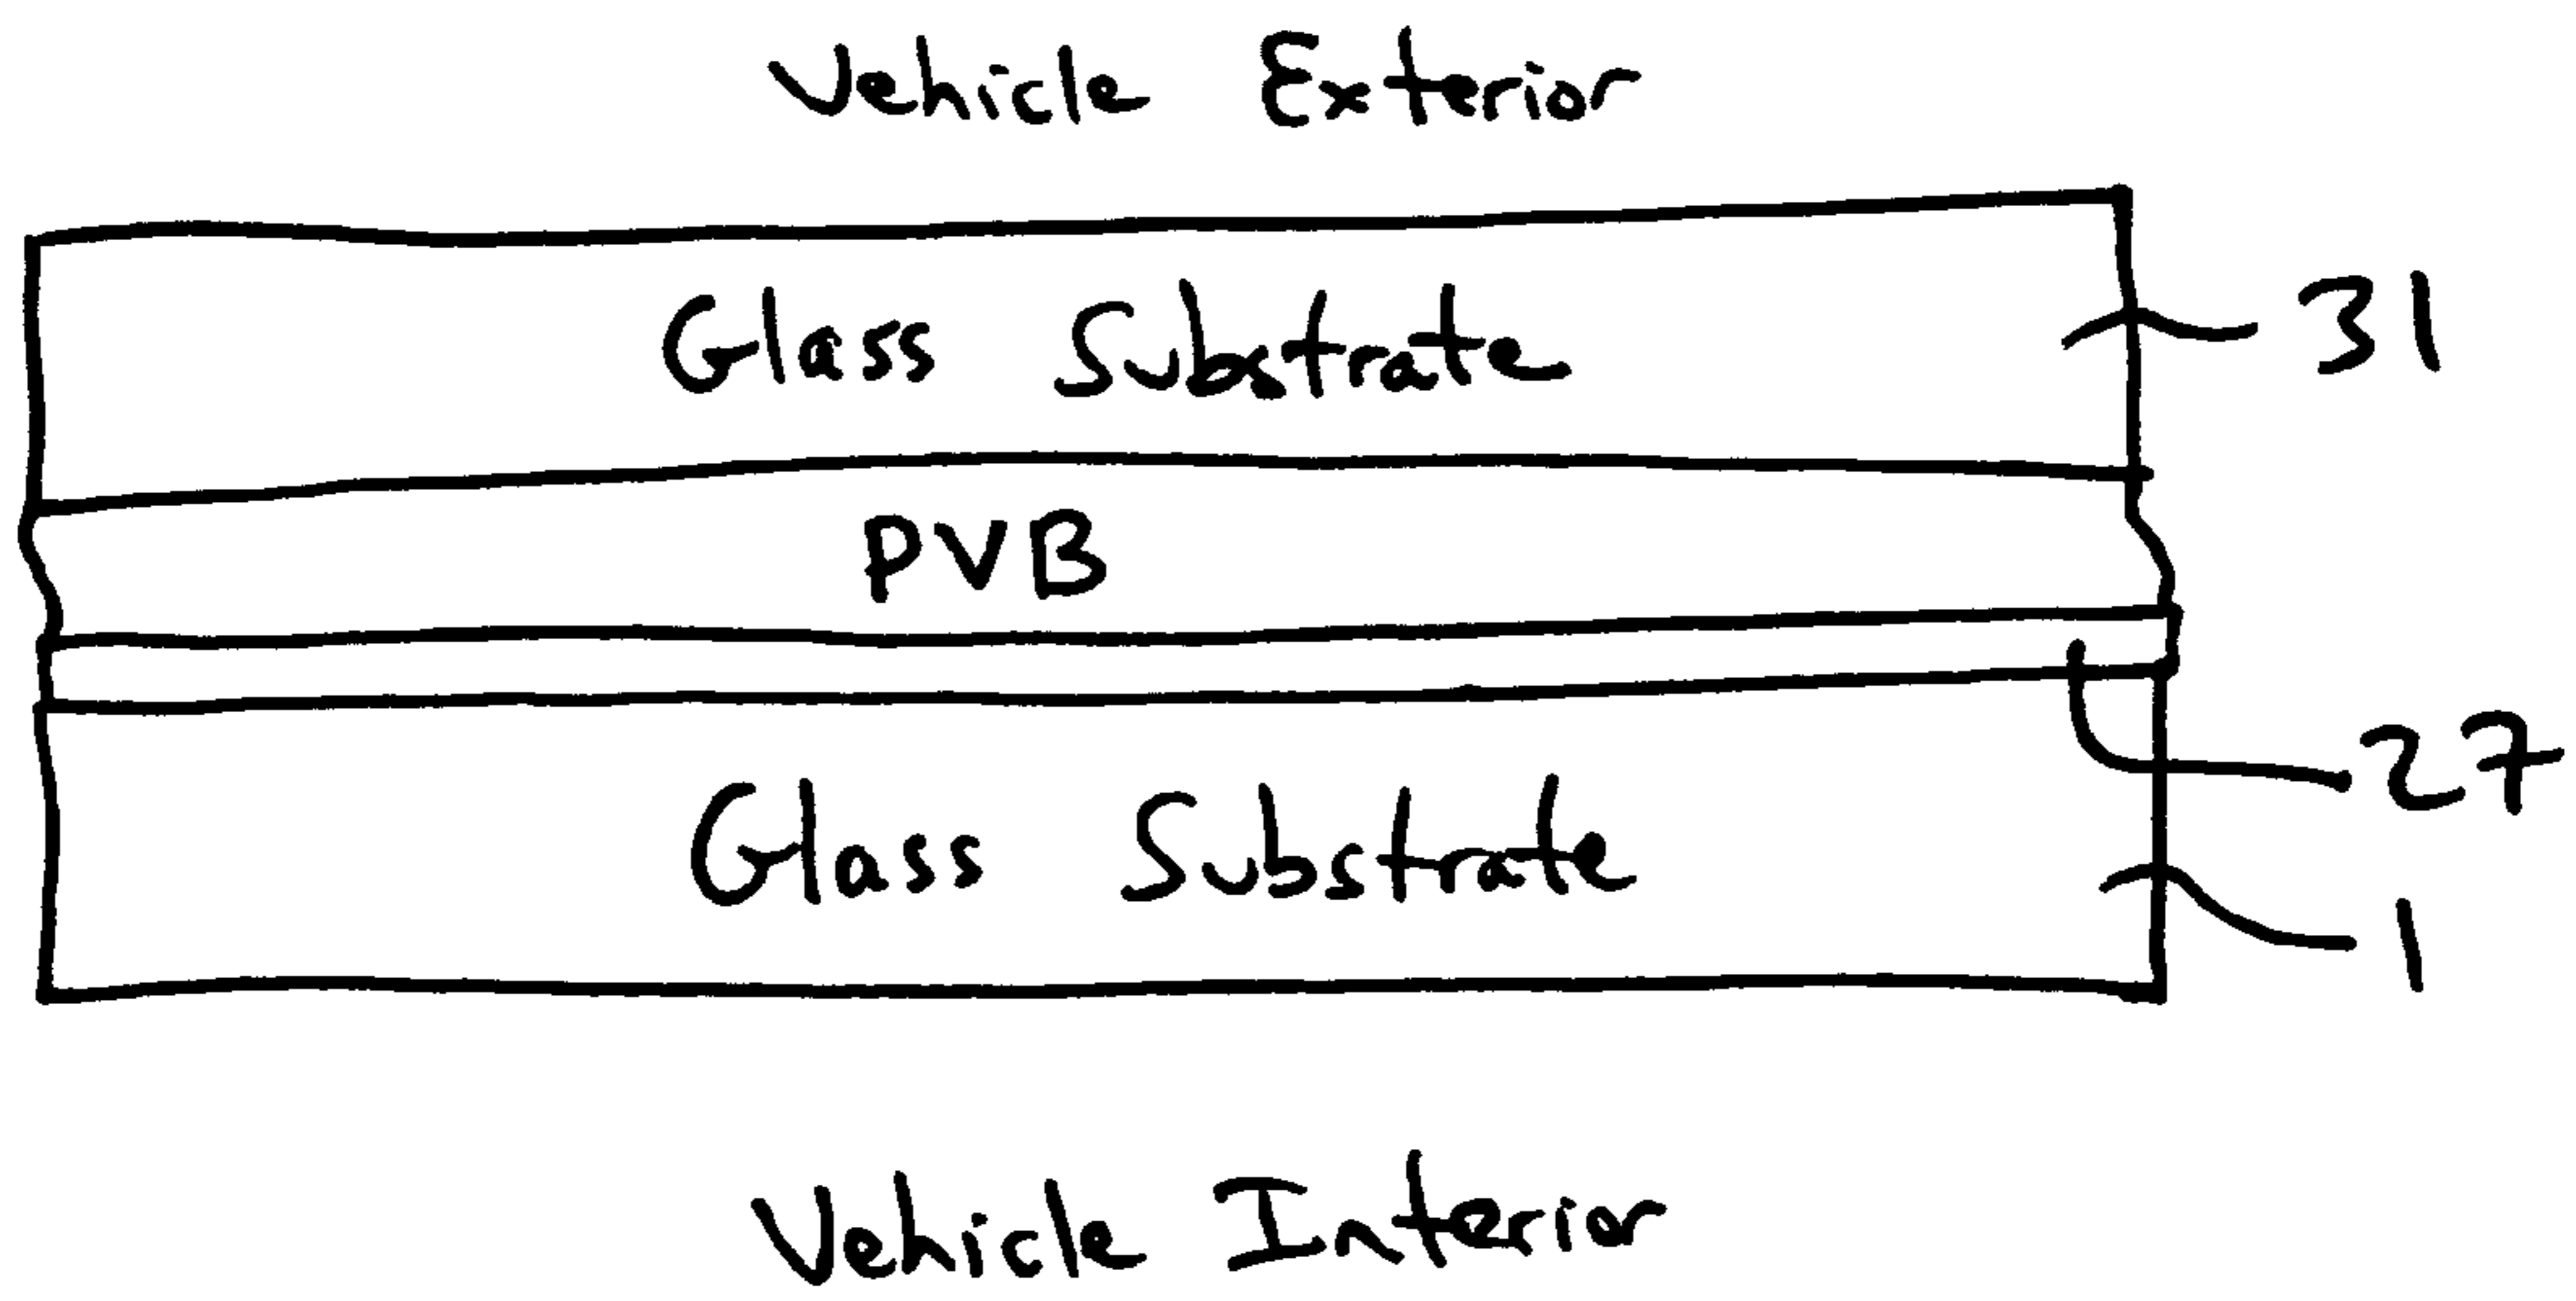 Vehicle Exterior
Glass Substrate
31
PVB
27
Glass Substrate
1
Vehicle Interior